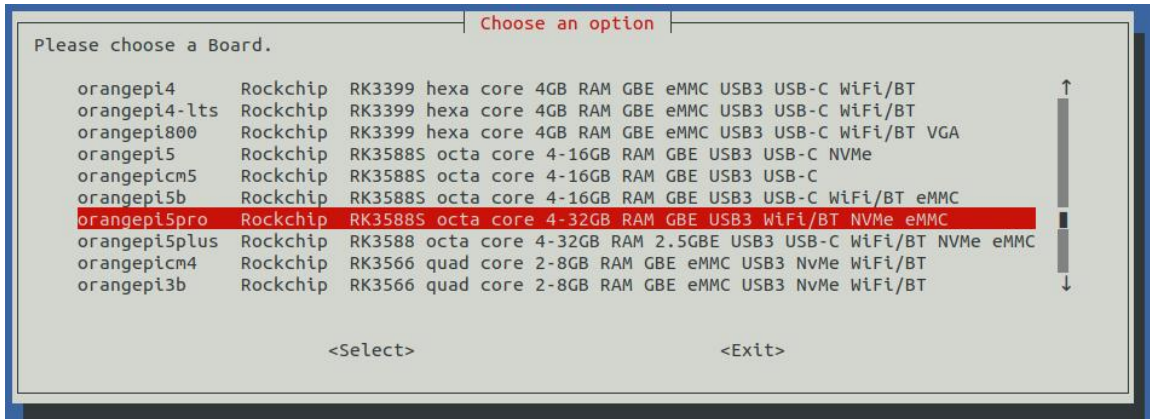 Choose an option
Please choose a Board.
orangepi4 Rockchip RK3399 hexa core 4GB RAM GBE eMMC USB3 USB-C WiFi/BT
orangepi4-lts Rockchip RK3399 hexa core 4GB RAM GBE eMMC USB3 USB-C WiFi/BT
orangepi800 Rockchip RK3399 hexa core 4GB RAM GBE eMMC USB3 USB-C WiFi/BT VGA
orangepi5 Rockchip RK3588S octa core 4-16GB RAM GBE USB3 USB-C NVMe
orangepicm5 Rockchip RK3588S octa core 4-16GB RAM GBE USB3 USB-C
orangepi5b Rockchip RK3588S octa core 4-16GB RAM GBE USB3 USB-C WiFi/BT eMMC
orangepi5pro Rockchip RK3588S octa core 4-32GB RAM GBE USB3 WiFi/BT NVMe eMMC
orangepi5plus Rockchip RK3588 octa core 4-32GB RAM 2.5GBE USB3 USB-C WiFi/BT NVMe eMMC
orangepicm4 Rockchip RK3566 quad core 2-8GB RAM GBE eMMC USB3 NvMe WiFi/BT
orangepi3b Rockchip RK3566 quad core 2-8GB RAM GBE eMMC USB3 NvMe WiFi/BT
<Select> <Exit>